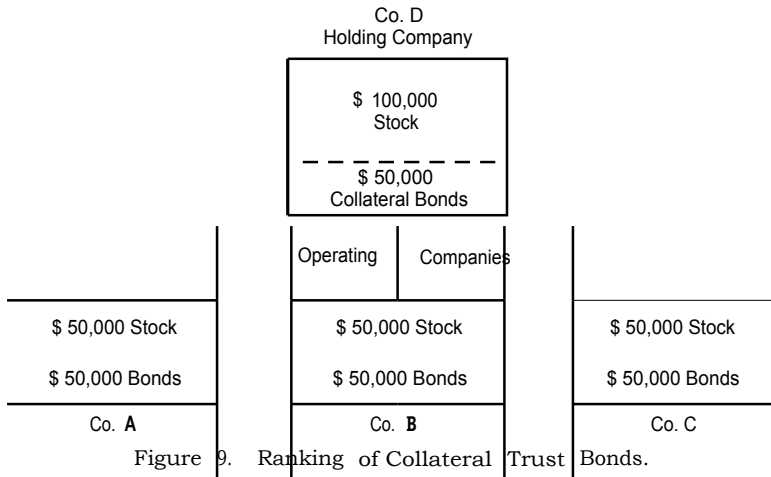 Co. D
Holding Company
$ 100,000
Stock
$ 50,000
Collateral Bonds
Operating Companies
$ 50,000 Stock $ 50,000 Stock $ 50,000 Stock
$ 50,000 Bonds $ 50,000 Bonds $ 50,000 Bonds
Co. A Co. B Co. C
Figure 9. Ranking of Collateral Trust Bonds.